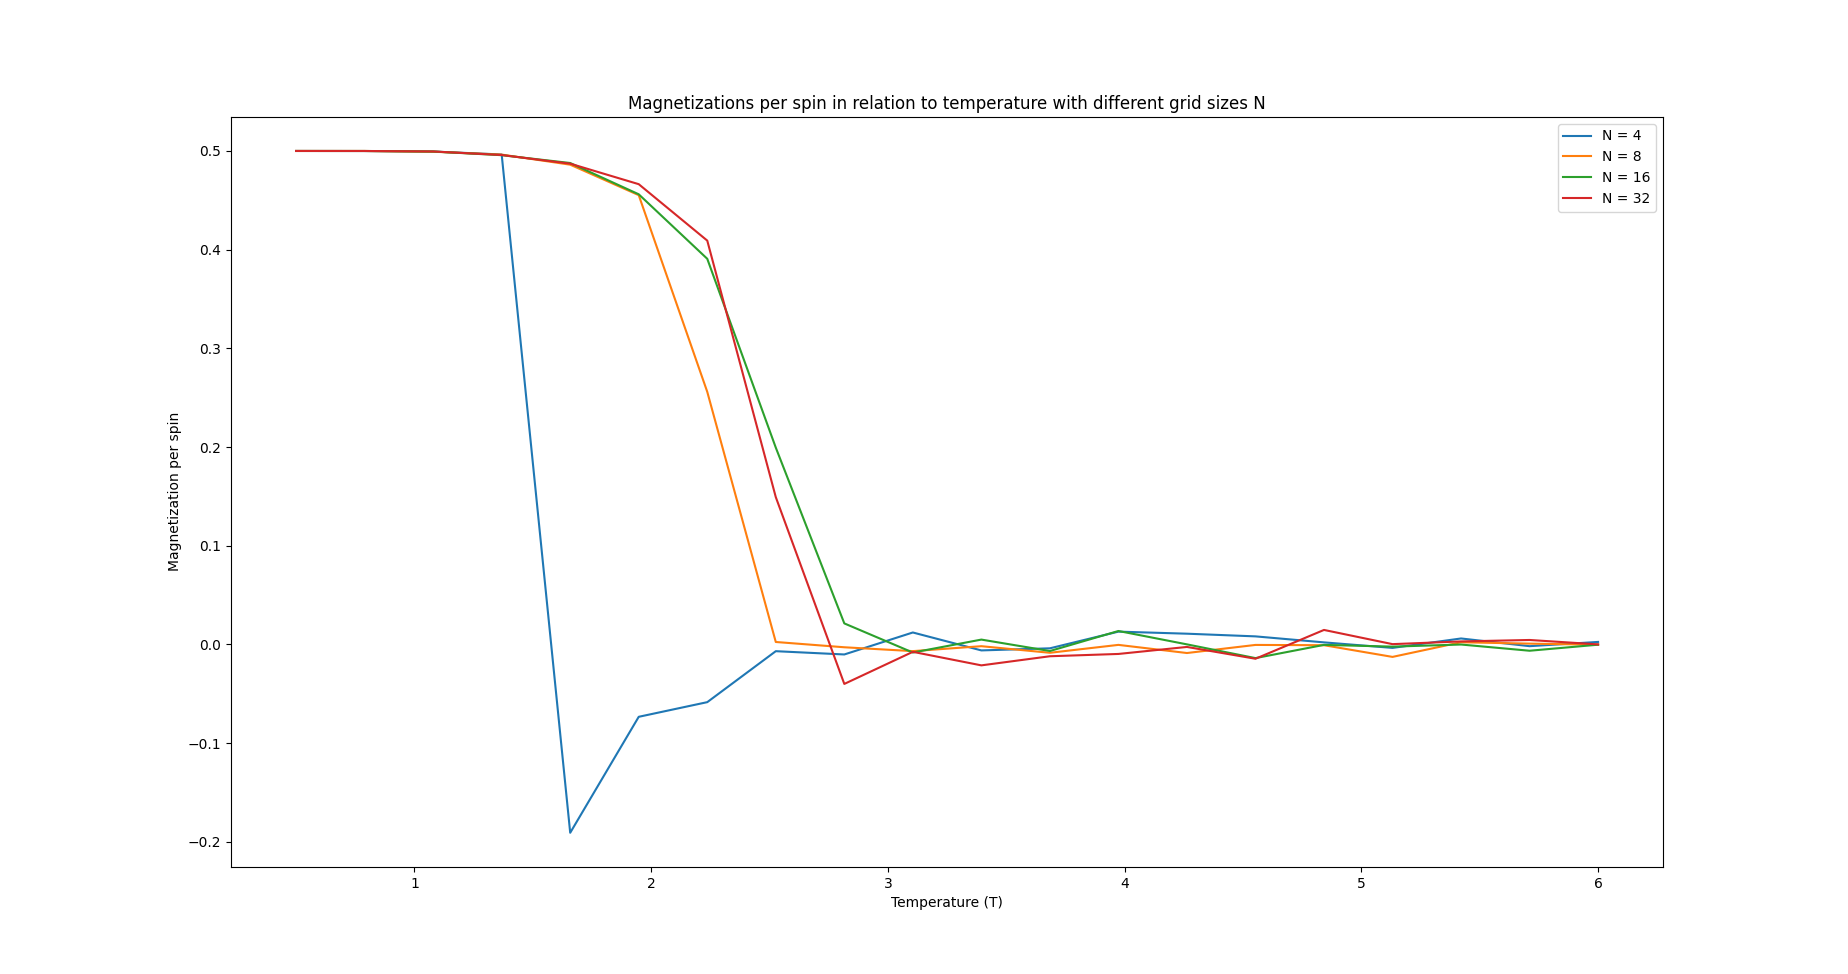 Magnetizations per spin in relation to temperature with different grid sizes N
N = 4
N = 8
N = 16
N = 32
0.5
0.4
0.3
0.2
0.1
0.0
−0.1
−0.2
Magnetization per spin
1 2 3 4 5 6
Temperature (T)